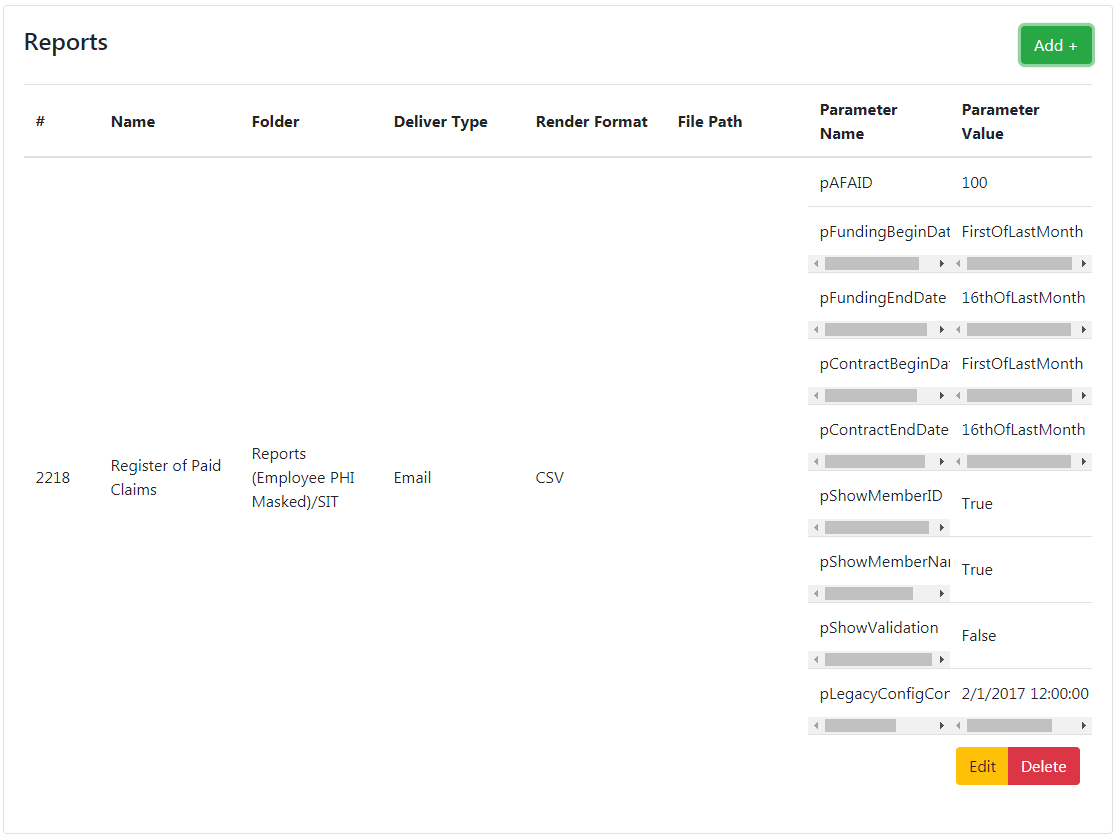 Reports
Add +
# Name Folder Deliver Type Render Format File Path Parameter Name Parameter Value
pAFAID 100
pFundingBeginDat FirstOfLastMonth
pFundingEndDate 16thOfLastMonth
pContractBeginDa FirstOfLastMonth
pContractEndDate 16thOfLastMonth
2218 Register of Paid Claims Reports (Employee PHI Masked)/SIT Email CSV
pShowMemberID True
pShowMemberNa True
pShowValidation False
pLegacyConfigCor 2/1/2017 12:00:00
Edit Delete